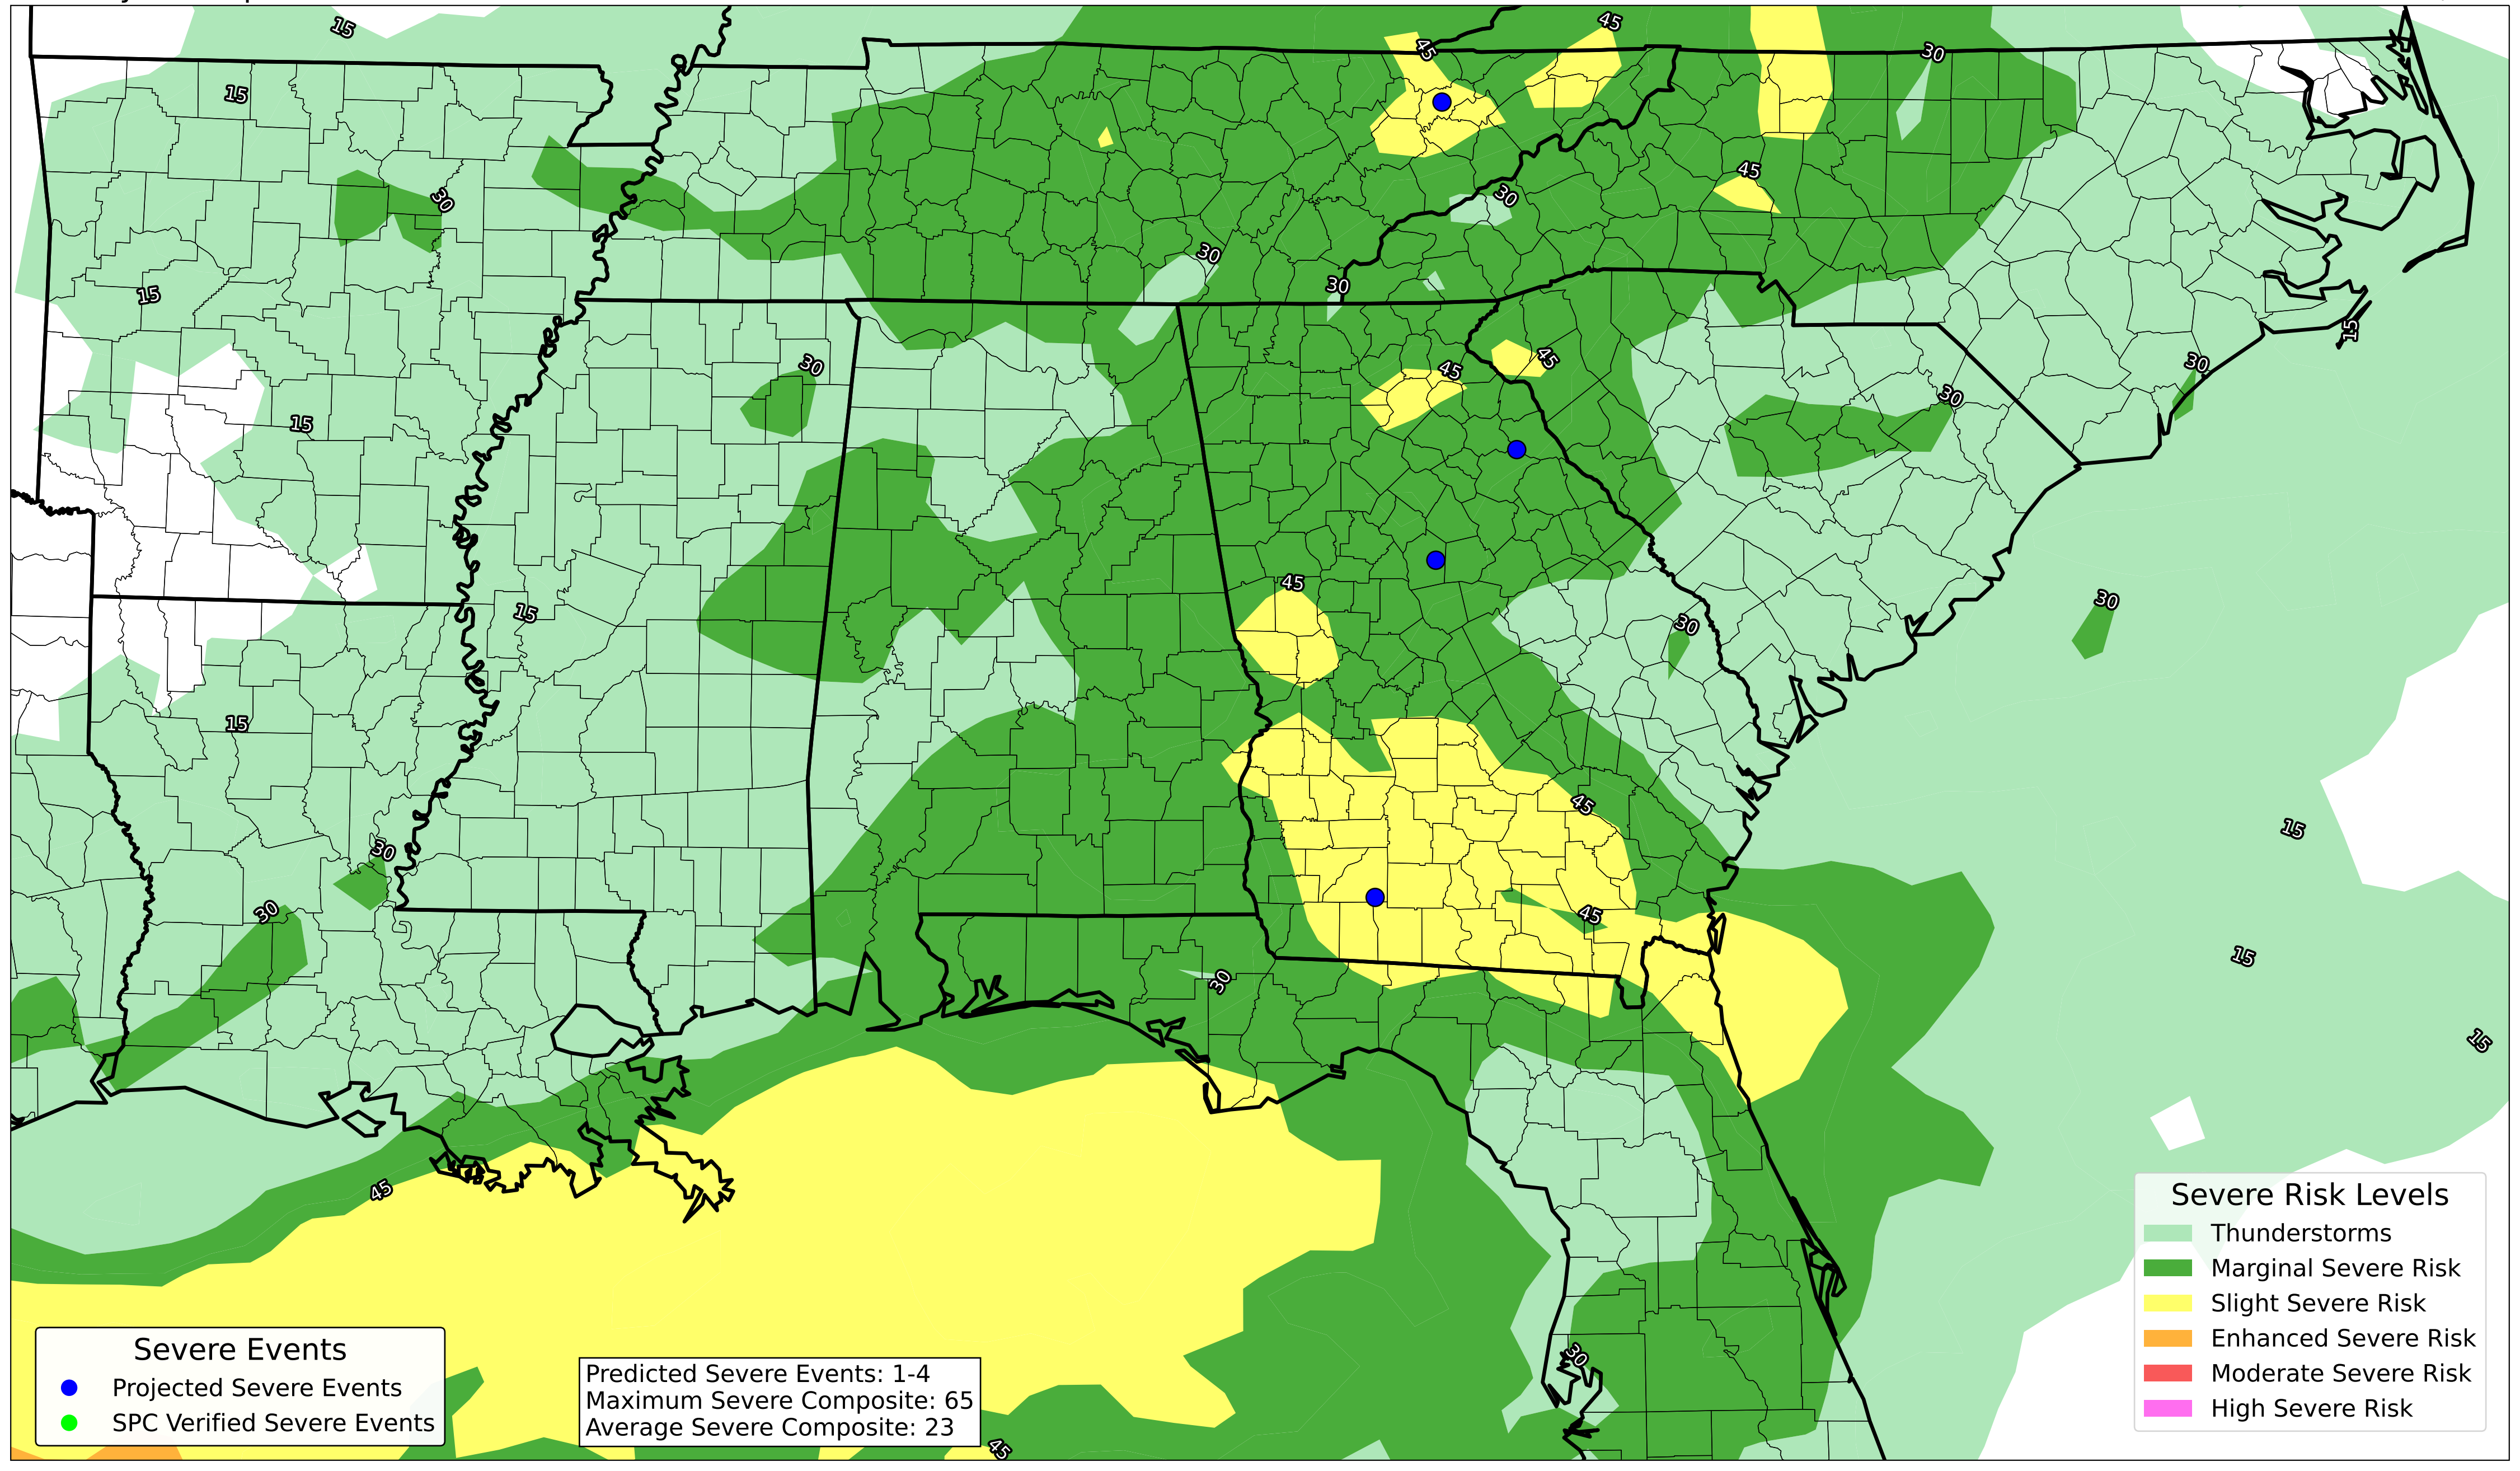 15
45
45
30
15
45
30
30
30
30
15
30
15
45
45
30
30
30
15
45
30
15
30
15
45
30
15
30
45
30
15
15
45
30
45
Severe Events
Projected Severe Events
SPC Verified Severe Events
Predicted Severe Events: 1-4
Maximum Severe Composite: 65
Average Severe Composite: 23
Severe Risk Levels
Thunderstorms
Marginal Severe Risk
Slight Severe Risk
Enhanced Severe Risk
Moderate Severe Risk
High Severe Risk